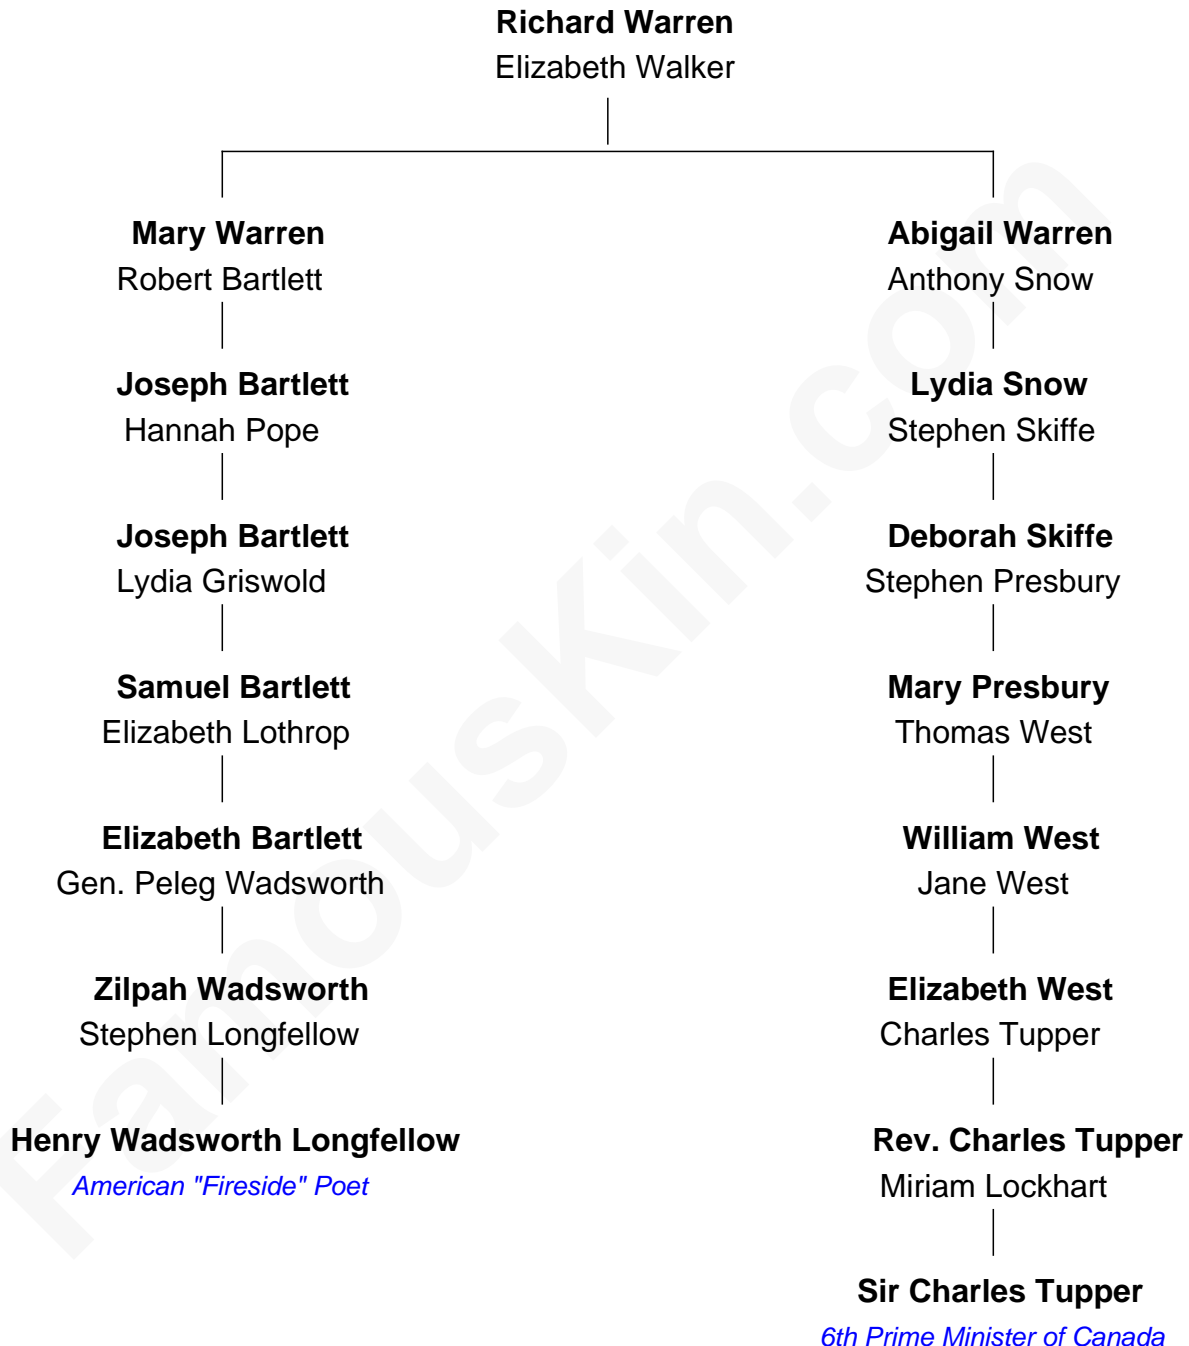 Richard Warren
Elizabeth Walker
Mary Warren
Robert Bartlett
Abigail Warren
Anthony Snow
Joseph Bartlett
Hannah Pope
Lydia Snow
Stephen Skiffe
Joseph Bartlett
Lydia Griswold
Deborah Skiffe
Stephen Presbury
Samuel Bartlett
Elizabeth Lothrop
Mary Presbury
Thomas West
Elizabeth Bartlett
Gen. Peleg Wadsworth
William West
Jane West
Zilpah Wadsworth
Stephen Longfellow
Elizabeth West
Charles Tupper
Henry Wadsworth Longfellow
American "Fireside" Poet
Rev. Charles Tupper
Miriam Lockhart
Sir Charles Tupper
6th Prime Minister of Canada
FamousKin.com